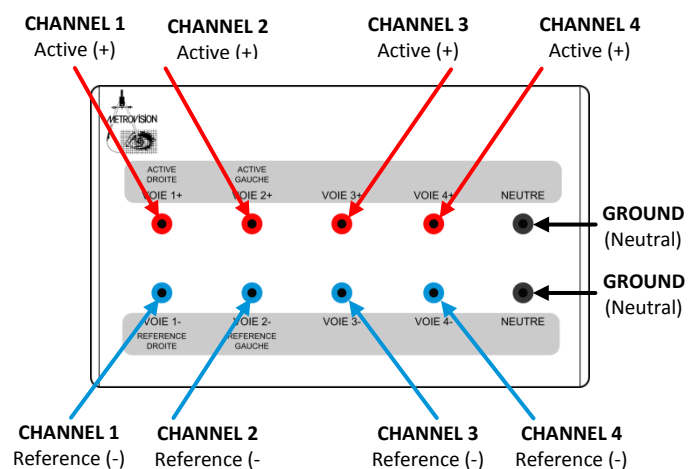 CHANNEL 1
Active (+)
CHANNEL 2
Active (+)
CHANNEL 3
Active (+)
CHANNEL 4
Active (+)
METROVISION
ACTIVE
DROITE
VOIE 1+
ACTIVE
GAUCHE
VOIE 2+
VOIE 3+
VOIE 4+
NEUTRE
GROUND
(Neutral)
GROUND
(Neutral)
VOIE 1-
REFERENCE
DROITE
VOIE 2-
REFERENCE
GAUCHE
VOIE 3-
VOIE 4-
NEUTRE
CHANNEL 1
Reference (-)
CHANNEL 2
Reference (-
CHANNEL 3
Reference (-)
CHANNEL 4
Reference (-)